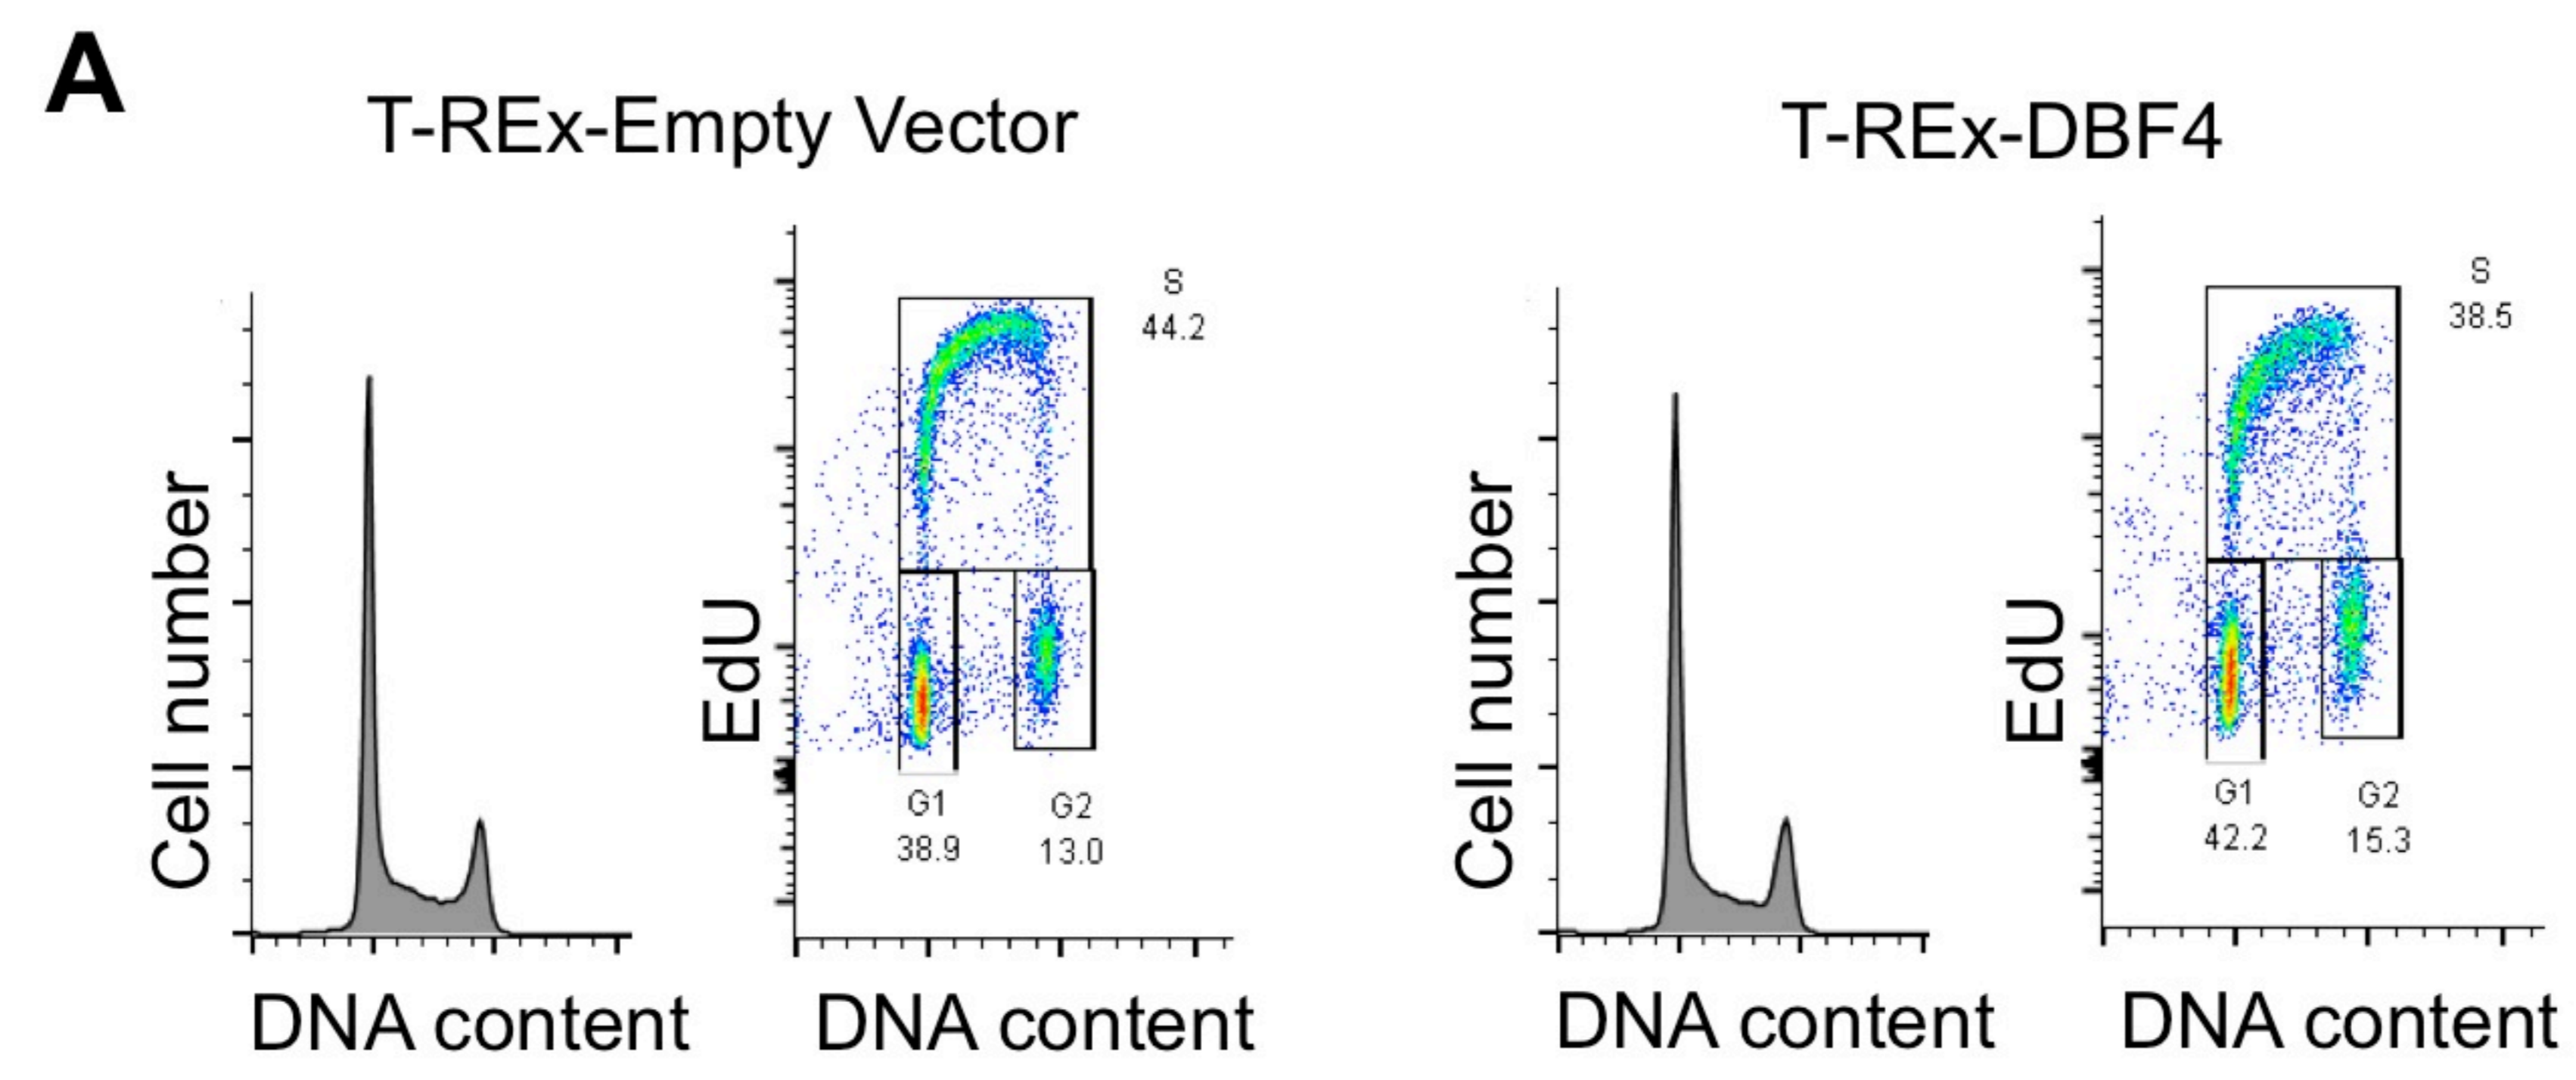 A
T-REx-Empty Vector
Cell number
DNA content
EdU
S
44.2
G1
38.9
G2
13.0
DNA content
T-REx-DBF4
Cell number
DNA content
EdU
S
38.5
G1
42.2
G2
15.3
DNA content